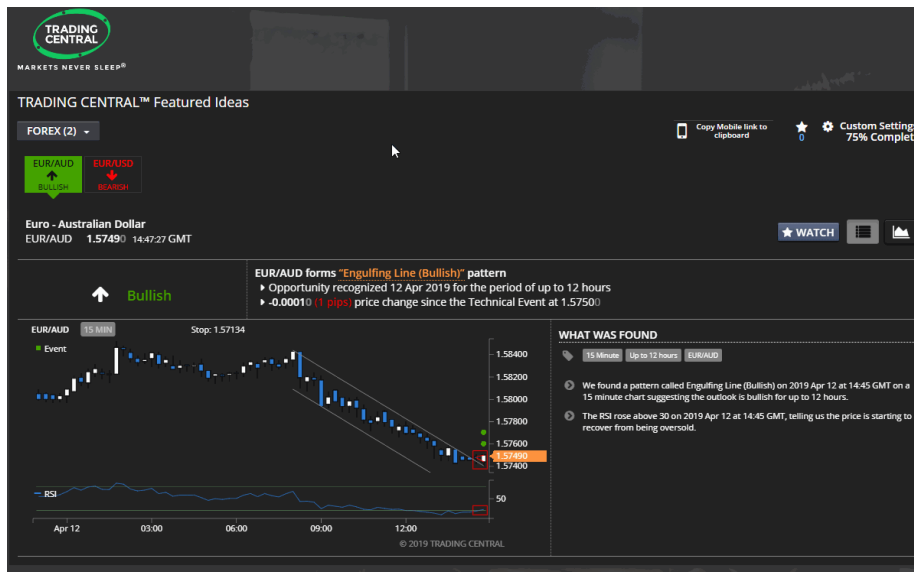 TRADING
CENTRAL
MARKETS NEVER SLEEP®
TRADING CENTRAL™ Featured Ideas
FOREX (2)
Copy Mobile link to
clipboard
0
Custom Setting
75% Complet
EUR/AUD
BULLISH
EUR/USD
BEARISH
Euro - Australian Dollar
EUR/AUD 1.57490 14:47:27 GMT
WATCH
Bullish
EUR/AUD forms "Engulfing Line (Bullish)" pattern
Opportunity recognized 12 Apr 2019 for the period of up to 12 hours
-0.00010 (1 pips) price change since the Technical Event at 1.57500
EUR/AUD 15 MIN Stop: 1.57134
Event
1.58400
1.58200
1.58000
1.57800
1.57600
1.57490
1.57400
RSI
50
Apr 12 03:00 06:00 09:00 12:00
© 2019 TRADING CENTRAL
WHAT WAS FOUND
15 Minute Up to 12 hours EUR/AUD
We found a pattern called Engulfing Line (Bullish) on 2019 Apr 12 at 14:45 GMT on a
15 minute chart suggesting the outlook is bullish for up to 12 hours.
The RSI rose above 30 on 2019 Apr 12 at 14:45 GMT, telling us the price is starting to
recover from being oversold.